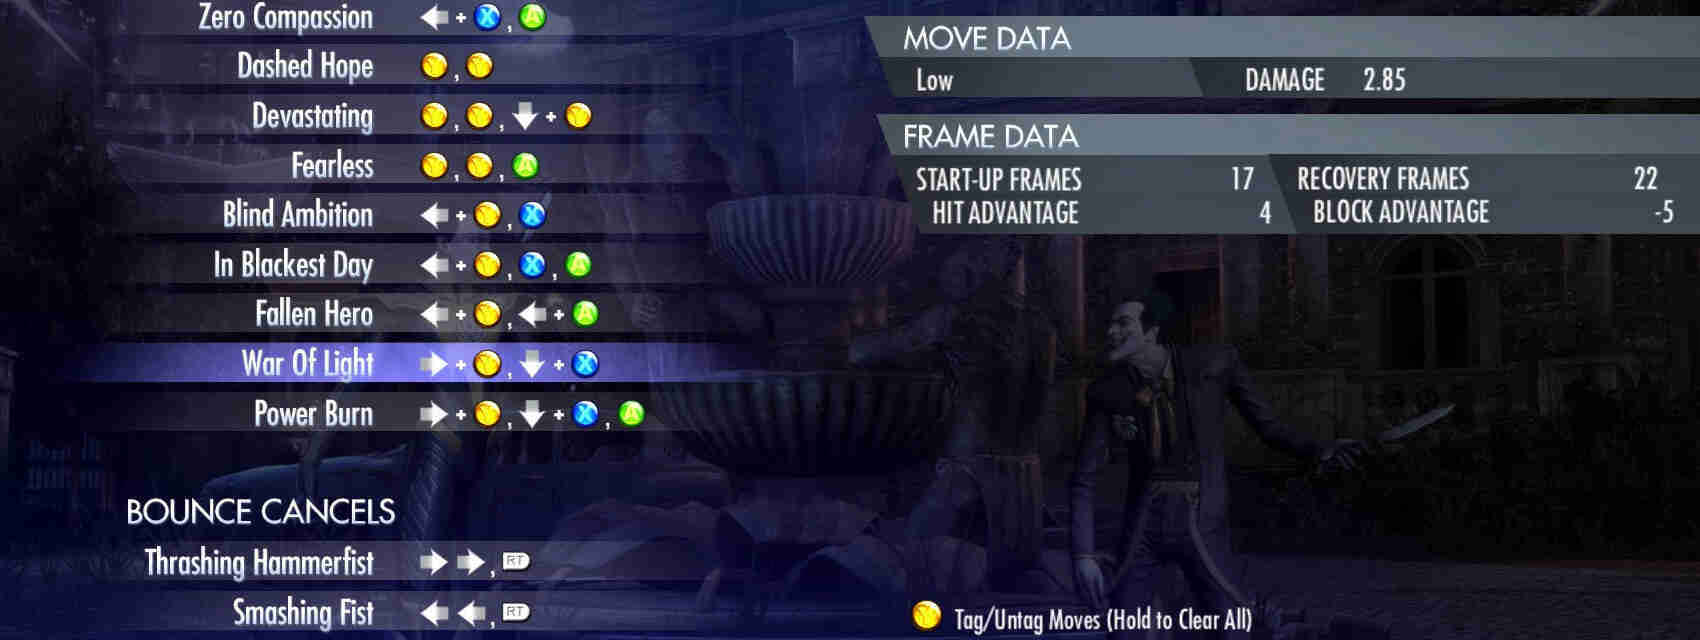 Zero Compassion + X , A
Dashed Hope Y , Y
Devastating Y , Y , + Y
Fearless Y , Y , A
Blind Ambition + Y , X
In Blackest Day + Y , X , A
Fallen Hero + Y , + A
War Of Light + Y , + X
Power Burn + Y , + X , A
BOUNCE CANCELS
Thrashing Hammerfist , RT
Smashing Fist , RT
MOVE DATA
Low DAMAGE 2.85
FRAME DATA
START-UP FRAMES 17 RECOVERY FRAMES 22
HIT ADVANTAGE 4 BLOCK ADVANTAGE -5
Y Tag/Untag Moves (Hold to Clear All)